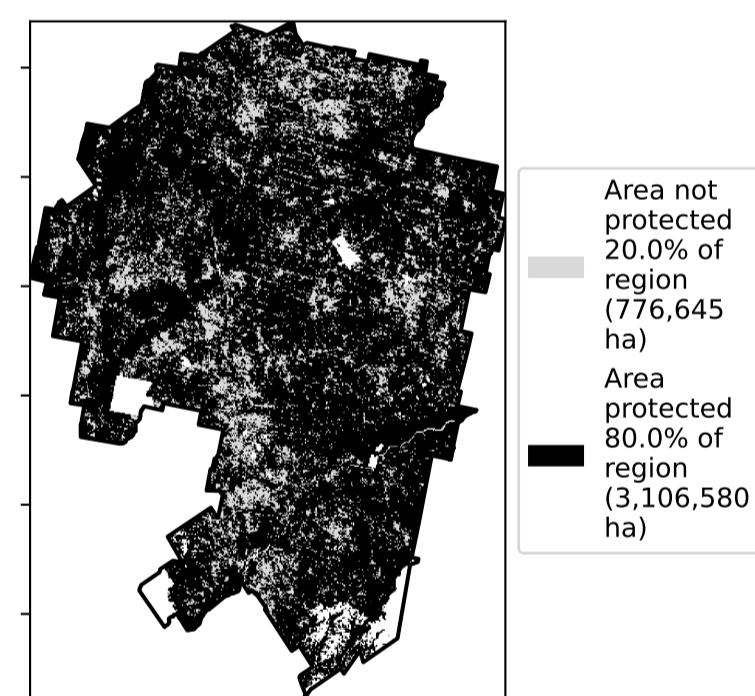 Area not
protected
20.0% of
region
(776,645
ha)
Area
protected
80.0% of
region
(3,106,580
ha)